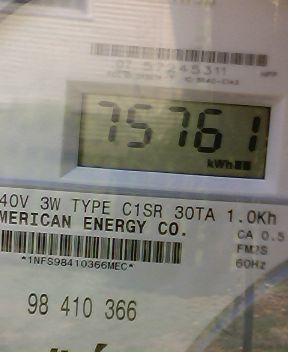 75761
kWh
40V 3W TYPE C1SR 30TA 1.0Kh
MERICAN ENERGY CO.
CA 0.5
FM2S
60Hz
*1NFS98410366MEC*
98 410 366